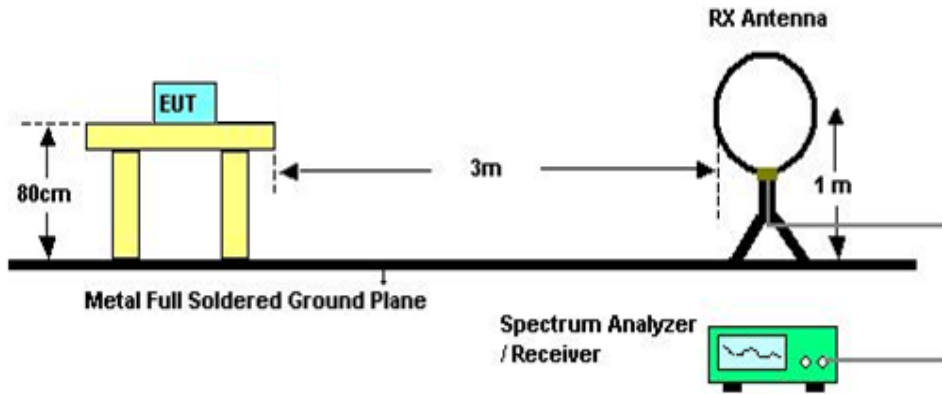 RX Antenna
EUT
80cm
3m
1 m
Metal Full Soldered Ground Plane
Spectrum Analyzer
/ Receiver